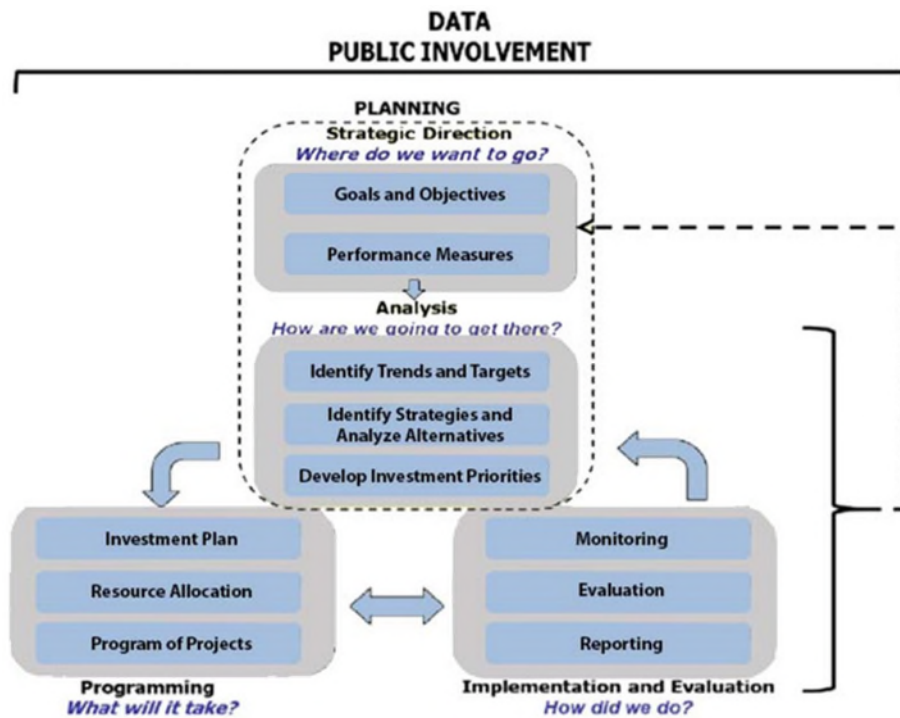 DATA
PUBLIC INVOLVEMENT
PLANNING
Strategic Direction
Where do we want to go?
Goals and Objectives
Performance Measures
Analysis
How are we going to get there?
Identify Trends and Targets
Identify Strategies and
Analyze Alternatives
Develop Investment Priorities
Investment Plan
Resource Allocation
Program of Projects
Programming
What will it take?
Monitoring
Evaluation
Reporting
Implementation and Evaluation
How did we do?